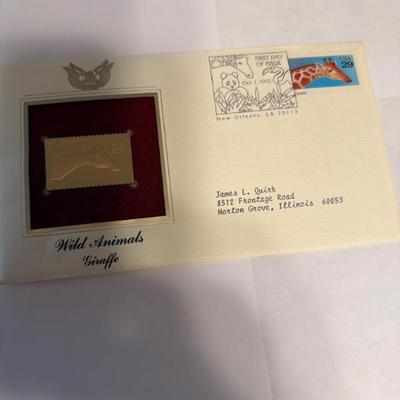 FIRST DAY
OF ISSUE
Oct. 1, 1992
New Orleans, LA 70113
USA
29
James L. Quirk
8512 Frontage Road
Morton Grove, Illinois 60053
Wild Animals
Giraffe